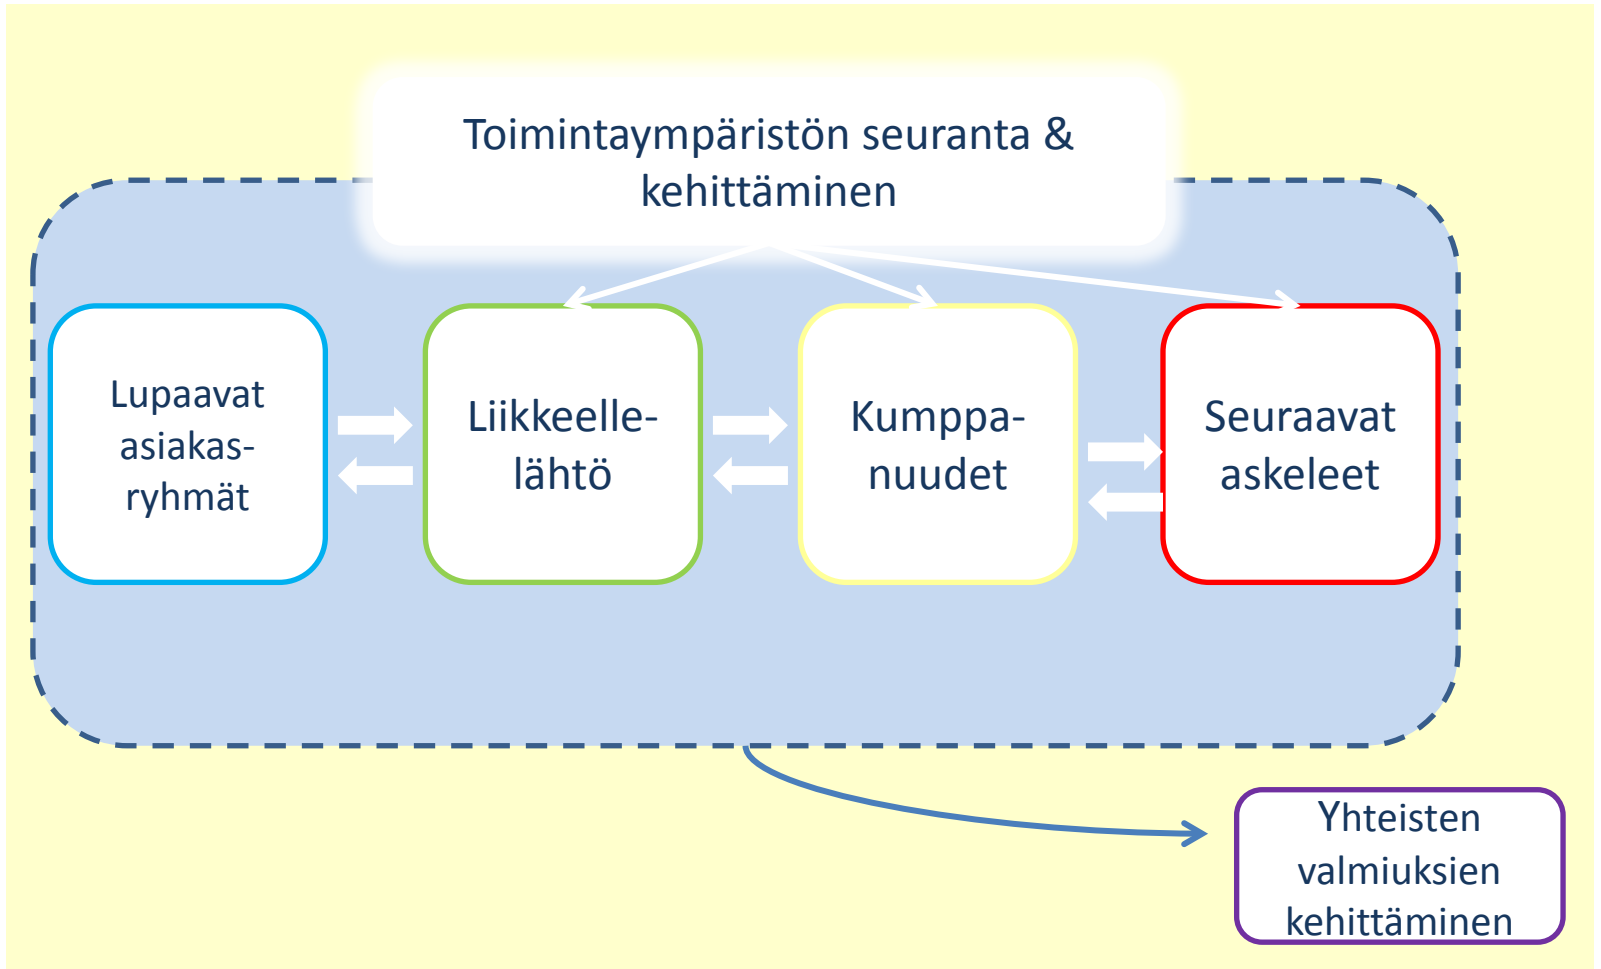 Toimintaympäristön seuranta &
kehittäminen
Lupaavat
asiakas-
ryhmät
Liikkeelle-
lähtö
Kumppa-
nuudet
Seuraavat
askeleet
Yhteisten
valmiuksien
kehittäminen